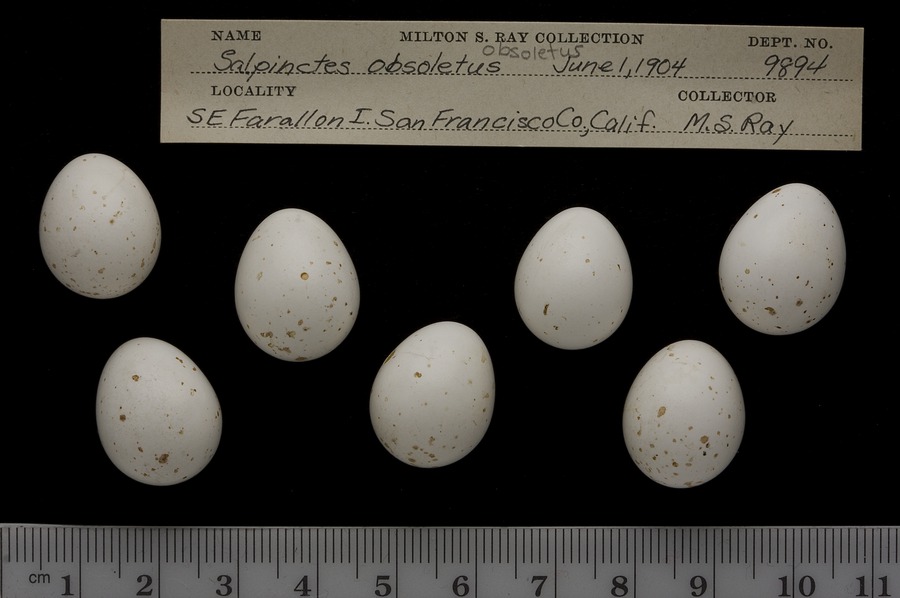 NAME MILTON S. RAY COLLECTION DEPT. NO.
obsoletus
Salpinctes obsoletus June 1, 1904 9894
LOCALITY COLLECTOR
SE Farallon I. San Francisco Co., Calif. M.S. Ray
cm 1 2 3 4 5 6 7 8 9 10 11